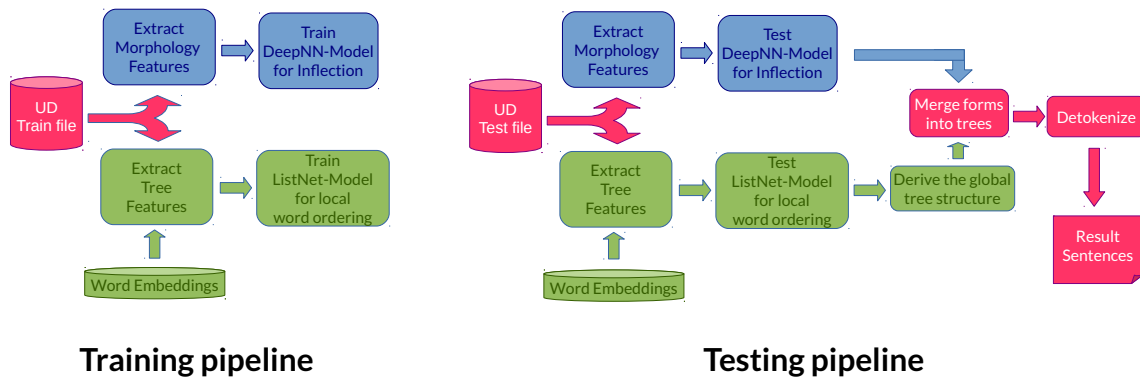 Extract
Morphology
Features
Train
DeepNN-Model
for Inflection
UD
Train file
Extract
Tree
Features
Train
ListNet-Model
for local
word ordering
Word Embeddings
Training pipeline
Extract
Morphology
Features
Test
DeepNN-Model
for Inflection
UD
Test file
Merge forms
into trees
Detokenize
Extract
Tree
Features
Test
ListNet-Model
for local
word ordering
Derive the global
tree structure
Result
Sentences
Word Embeddings
Testing pipeline